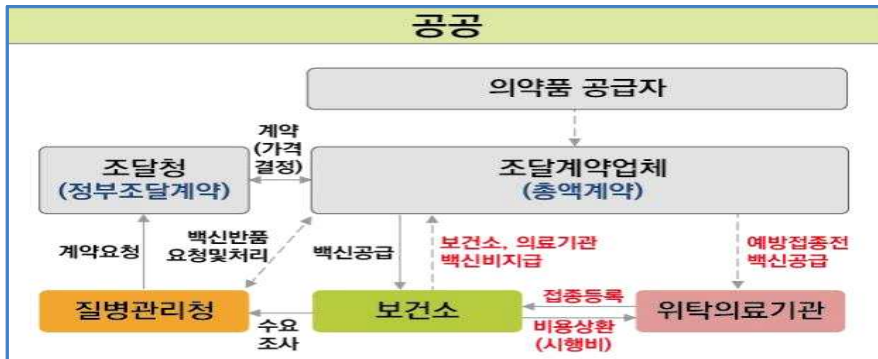 공공
의약품 공급자
계약
(가격
결정)
조달청
(정부조달계약)
조달계약업체
(총액계약)
계약요청
백신반품
요청및처리
백신공급
보건소, 의료기관
백신비지급
예방접종전
백신공급
질병관리청
수요
조사
보건소
접종등록
비용상환
(시행비)
위탁의료기관